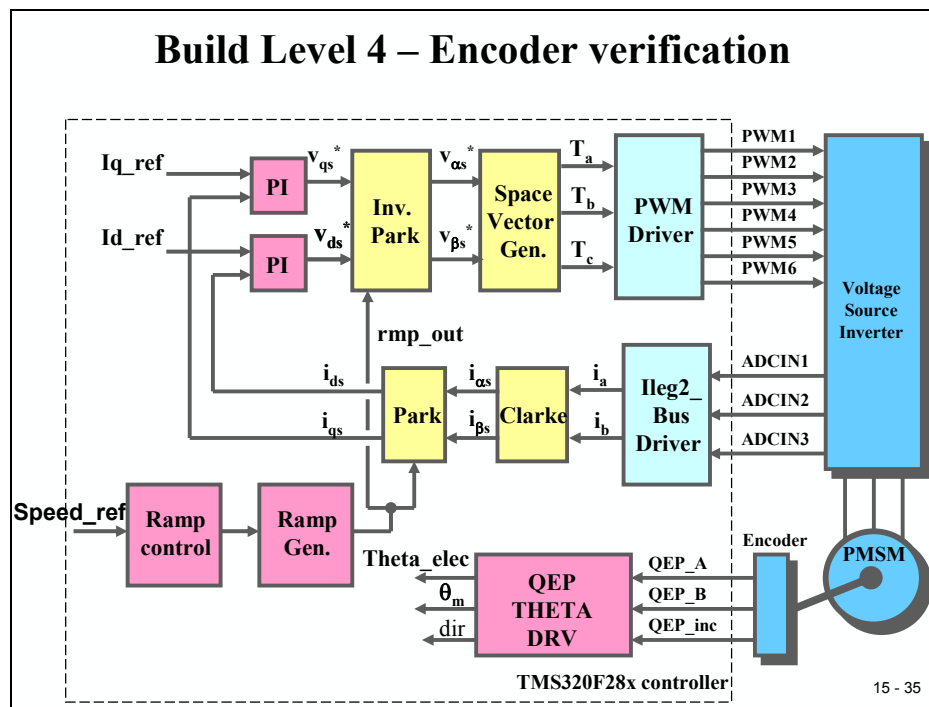 Build Level 4 – Encoder verification
Iq_ref
Id_ref
PI
PI
vqs*
vds*
Inv.
Park
vαs*
vβs*
Space
Vector
Gen.
Ta
Tb
Tc
PWM
Driver
PWM1
PWM2
PWM3
PWM4
PWM5
PWM6
Voltage
Source
Inverter
rmp_out
ids
iqs
Park
iαs
iβs
Clarke
ia
ib
Ileg2_
Bus
Driver
ADCIN1
ADCIN2
ADCIN3
Speed_ref
Ramp
control
Ramp
Gen.
Theta_elec
θm
dir
QEP
THETA
DRV
QEP_A
QEP_B
QEP_inc
Encoder
PMSM
TMS320F28x controller
15 - 35